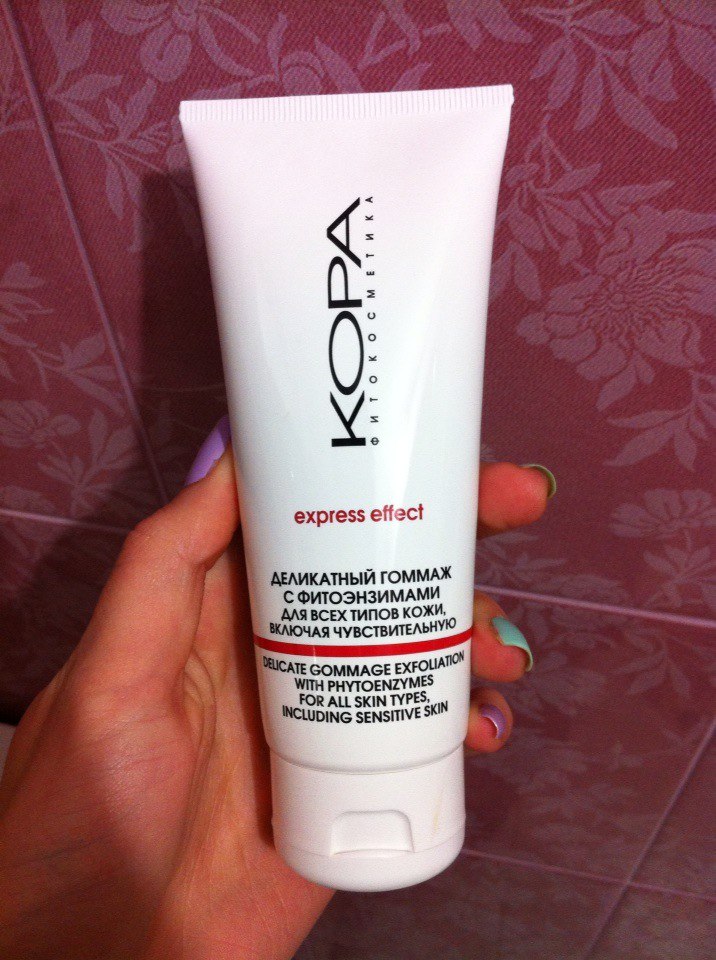 КОРА
ФИТОКОСМЕТИКА
express effect
ДЕЛИКАТНЫЙ ГОММАЖ
С ФИТОЭНЗИМАМИ
ДЛЯ ВСЕХ ТИПОВ КОЖИ,
ВКЛЮЧАЯ ЧУВСТВИТЕЛЬНУЮ
DELICATE GOMMAGE EXFOLIATION
WITH PHYTOENZYMES
FOR ALL SKIN TYPES,
INCLUDING SENSITIVE SKIN